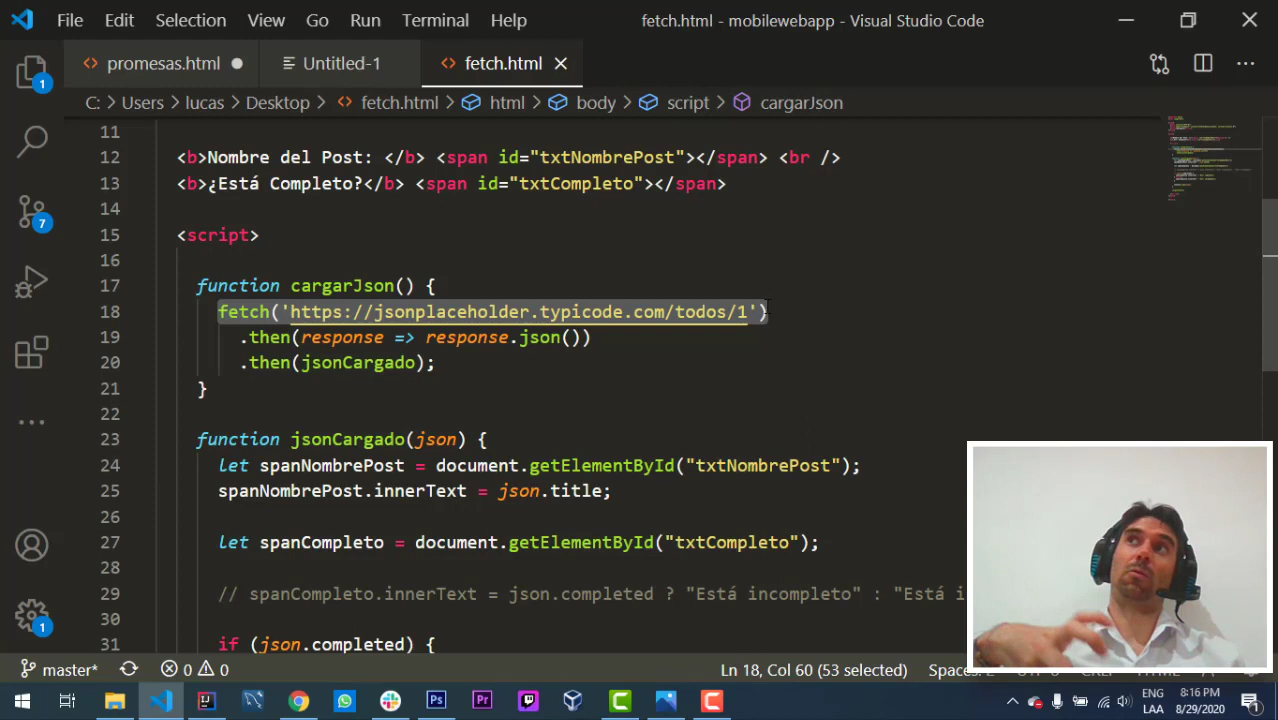 File Edit Selection View Go Run Terminal Help fetch.html - mobilewebapp - Visual Studio Code
promesas.html Untitled-1 fetch.html
C: > Users > lucas > Desktop > fetch.html > html > body > script > cargarJson
1
7
1
11
12 <b>Nombre del Post: </b> <span id="txtNombrePost"></span> <br />
13 <b>¿Está Completo?</b> <span id="txtCompleto"></span>
14
15 <script>
16
17 function cargarJson() {
18 fetch('https://jsonplaceholder.typicode.com/todos/1')
19 .then(response => response.json())
20 .then(jsonCargado);
21 }
22
23 function jsonCargado(json) {
24 let spanNombrePost = document.getElementById("txtNombrePost");
25 spanNombrePost.innerText = json.title;
26
27 let spanCompleto = document.getElementById("txtCompleto");
28
29 // spanCompleto.innerText = json.completed ? "Está incompleto" : "Está i
30
31 if (json.completed) {
master* 0 0 Ln 18, Col 60 (53 selected)
ENG 8:16 PM
LAA 8/29/2020 1